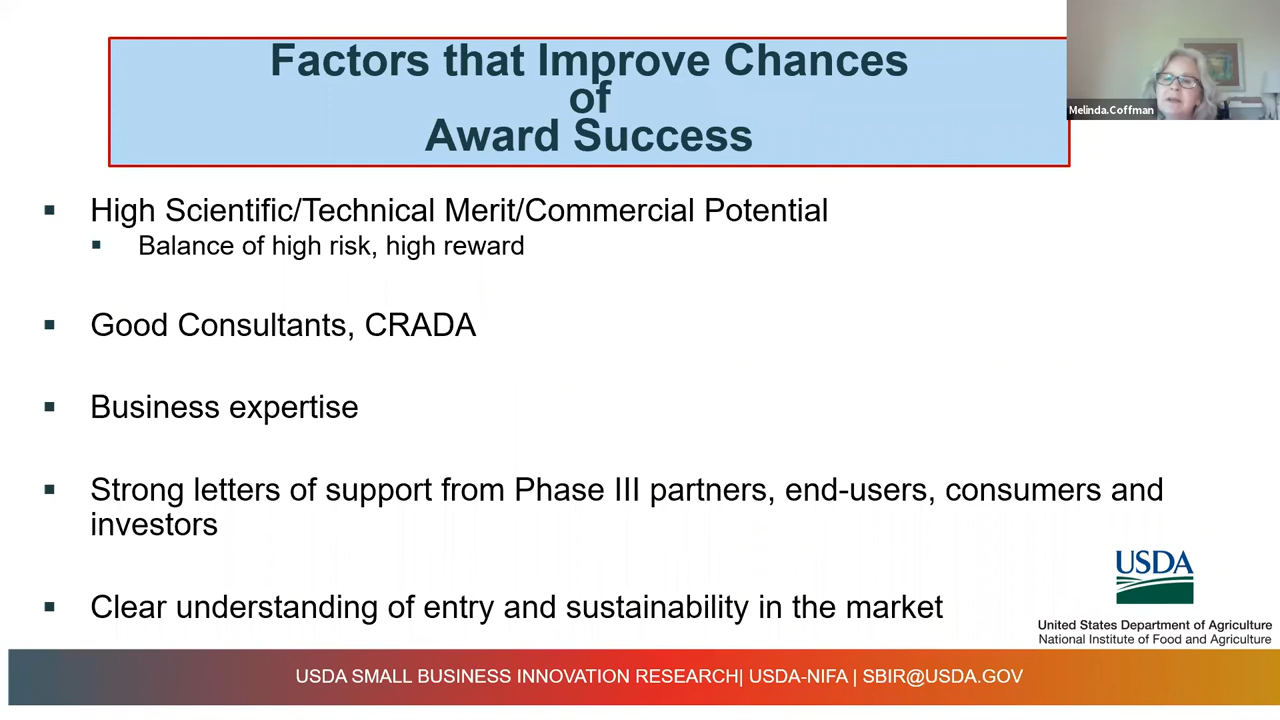 Factors that Improve Chances
of
Award Success
Melinda.Coffman
▪ High Scientific/Technical Merit/Commercial Potential
▪ Balance of high risk, high reward
▪ Good Consultants, CRADA
▪ Business expertise
▪ Strong letters of support from Phase III partners, end-users, consumers and
investors
▪ Clear understanding of entry and sustainability in the market
USDA
United States Department of Agriculture
National Institute of Food and Agriculture
USDA SMALL BUSINESS INNOVATION RESEARCH| USDA-NIFA | SBIR@USDA.GOV